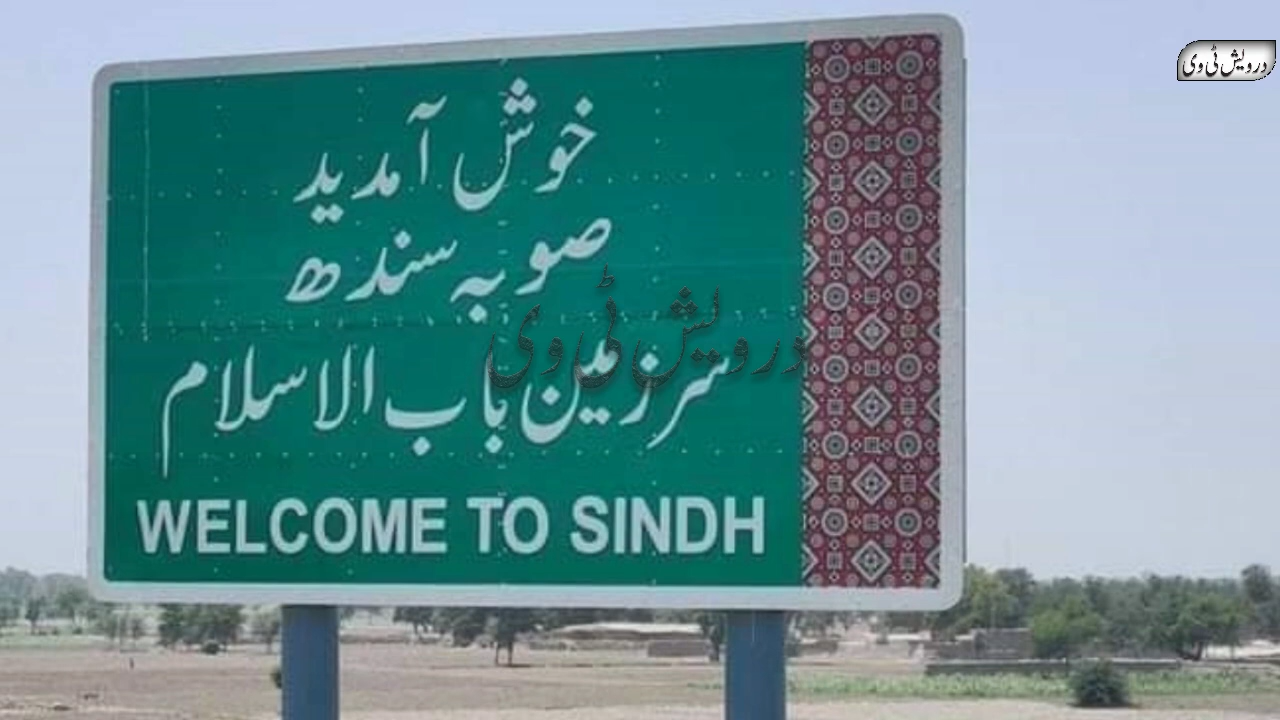 درویش ٹی وی
خوش آمدید
صوبہ سندھ
درویش ٹی وی
سرزمین باب الاسلام
WELCOME TO SINDH